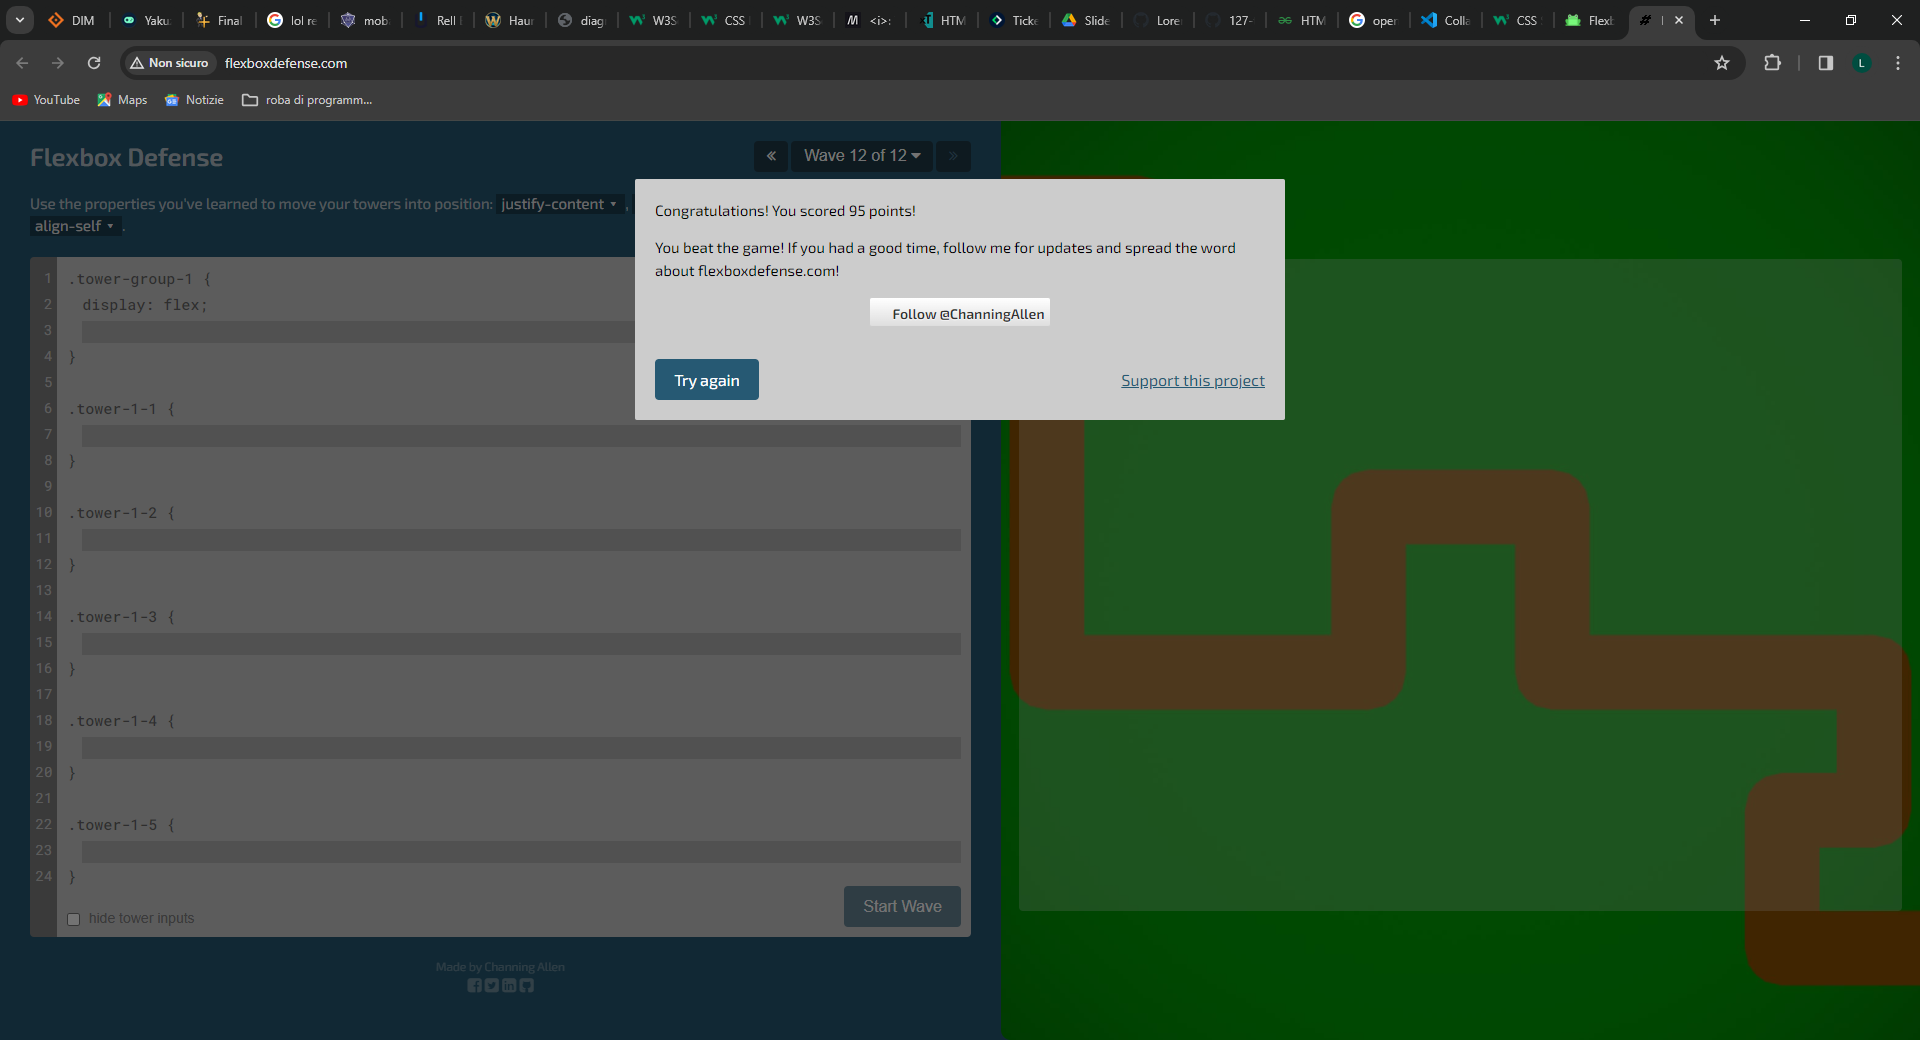 DIM
Yaku
Final
lol re
mob
Rell
Haur
diag
W3S
CSS
W3S
<i>:
HTM
Ticke
Slide
Lore
127-
HTM
oper
Colla
CSS
Flexb
Non sicuro
flexboxdefense.com
L
YouTube
Maps
Notizie
roba di programm...
Flexbox Defense
Wave 12 of 12
Use the properties you've learned to move your towers into position: justify-content ,
align-self .
1 .tower-group-1 {
2 display: flex;
3
4 }
5
6 .tower-1-1 {
7
8 }
9
10 .tower-1-2 {
11
12 }
13
14 .tower-1-3 {
15
16 }
17
18 .tower-1-4 {
19
20 }
21
22 .tower-1-5 {
23
24 }
hide tower inputs
Start Wave
Made by Channing Allen
Congratulations! You scored 95 points!
You beat the game! If you had a good time, follow me for updates and spread the word
about flexboxdefense.com!
Follow @ChanningAllen
Try again
Support this project